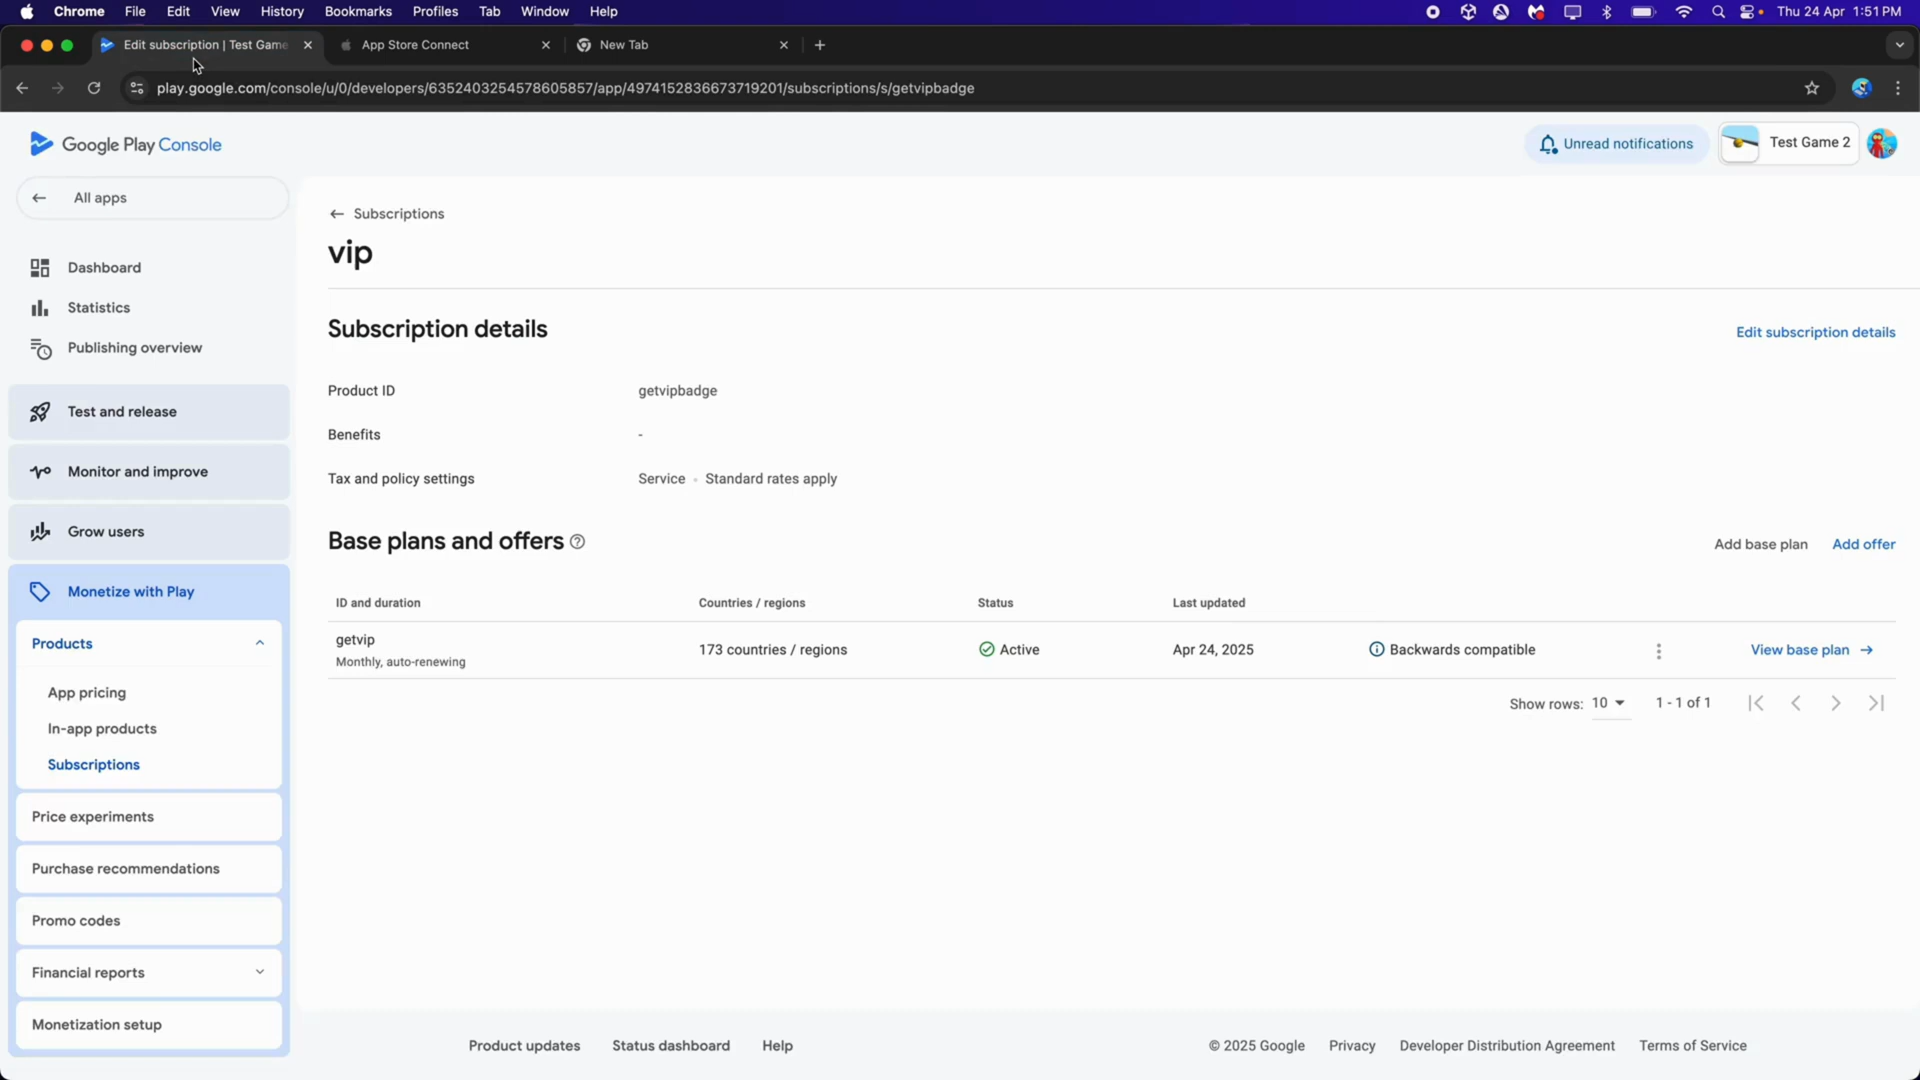 Chrome File Edit View History Bookmarks Profiles Tab Window Help Thu 24 Apr 1:51 PM
Edit subscription | Test Game App Store Connect New Tab
play.google.com/console/u/0/developers/6352403254578605857/app/4974152836673719201/subscriptions/s/getvipbadge
Google Play Console Unread notifications Test Game 2
All apps
Dashboard
Statistics
Publishing overview
Test and release
Monitor and improve
Grow users
Monetize with Play
Products
App pricing
In-app products
Subscriptions
Price experiments
Purchase recommendations
Promo codes
Financial reports
Monetization setup
Subscriptions
vip
Subscription details Edit subscription details
Product ID getvipbadge
Benefits -
Tax and policy settings Service • Standard rates apply
Base plans and offers Add base plan Add offer
ID and duration Countries / regions Status Last updated
getvip 173 countries / regions Active Apr 24, 2025 Backwards compatible View base plan
Monthly, auto-renewing
Show rows: 10 1 - 1 of 1
Product updates Status dashboard Help © 2025 Google Privacy Developer Distribution Agreement Terms of Service